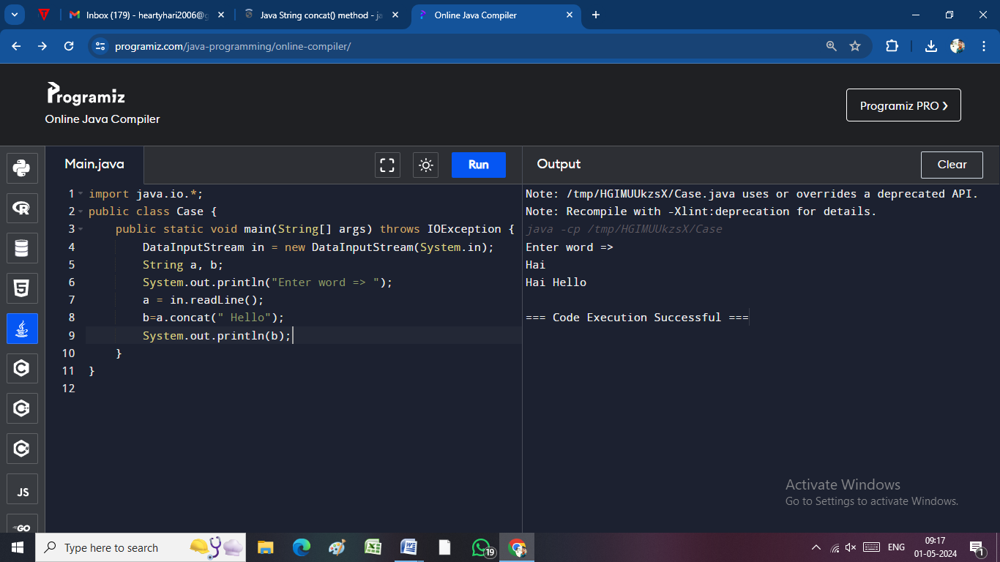 Inbox (179) - heartyhari2006@g
Java String concat() method - ja
Online Java Compiler
programiz.com/java-programming/online-compiler/
Programiz
Online Java Compiler
Programiz PRO ❯
Main.java
Run
Output
Clear
1 import java.io.*;
2 public class Case {
3 public static void main(String[] args) throws IOException {
4 DataInputStream in = new DataInputStream(System.in);
5 String a, b;
6 System.out.println("Enter word => ");
7 a = in.readLine();
8 b=a.concat(" Hello");
9 System.out.println(b);
10 }
11 }
12
Note: /tmp/HGIMUUkzsX/Case.java uses or overrides a deprecated API.
Note: Recompile with -Xlint:deprecation for details.
java -cp /tmp/HGIMUUkzsX/Case
Enter word =>
Hai
Hai Hello
=== Code Execution Successful ===
JS
GO
Activate Windows
Go to Settings to activate Windows.
Type here to search
19
ENG
09:17
01-05-2024
1